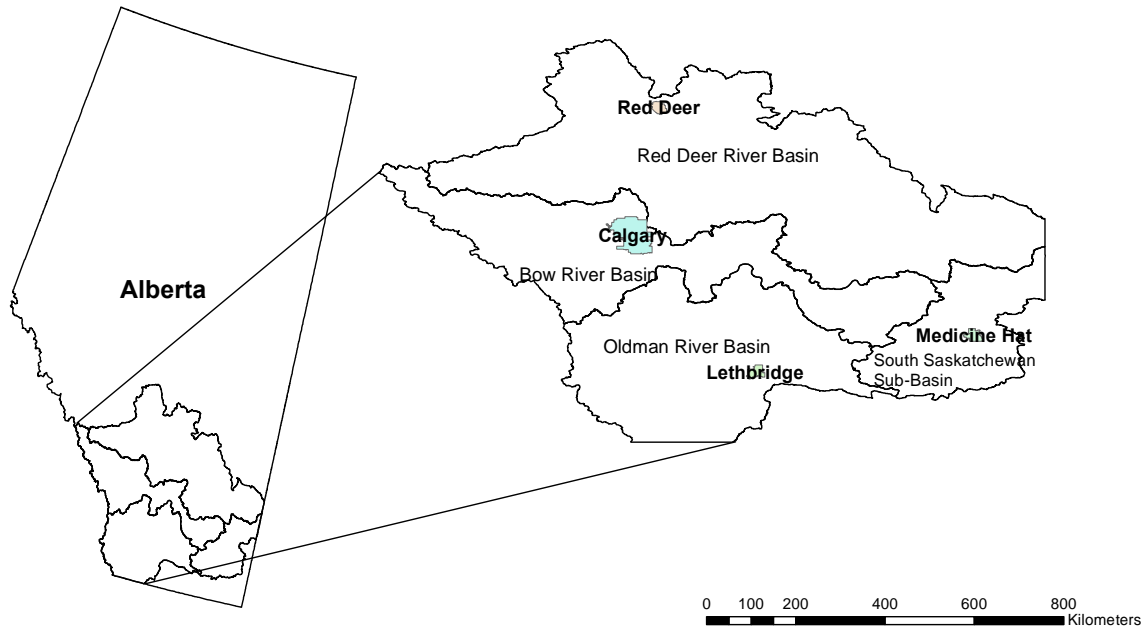 Red Deer
Red Deer River Basin
Calgary
Bow River Basin
Alberta
Medicine Hat
Oldman River Basin
South Saskatchewan
Sub-Basin
Lethbridge
0 100 200 400 600 800
Kilometers